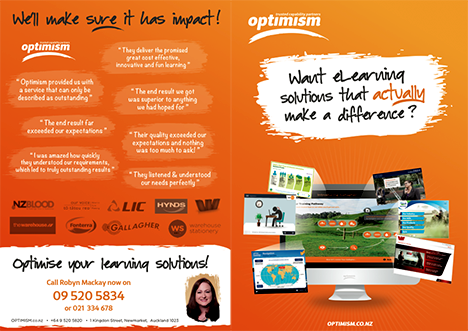 We'll make sure it has impact!
optimism
" They deliver the promised
great cost effective,
innovative and fun learning "
" Optimism provided us with
a service that can only be
described as outstanding "
" The end result we got
was superior to anything
we had hoped for "
" The end result far
exceeded our expectations "
" Their quality exceeded our
expectations and nothing
was too much to ask! "
" I was amazed how quickly
they understood our requirements,
which led to truly outstanding results "
" They listened & understood
our needs perfectly "
NZBLOOD
LIC
HYNDS
thewarehouse
Fonterra
GALLAGHER
WS
warehouse
stationery
Optimise your learning solutions!
Call Robyn Mackay now on
09 520 5834
or 021 334 678
OPTIMISM.co.nz • +64 9 520 5920 • 1 Kingdon Street, Newmarket, Auckland 1023
trusted capability partners
optimism
Want eLearning
solutions that actually
make a difference?
OPTIMISM.CO.NZ